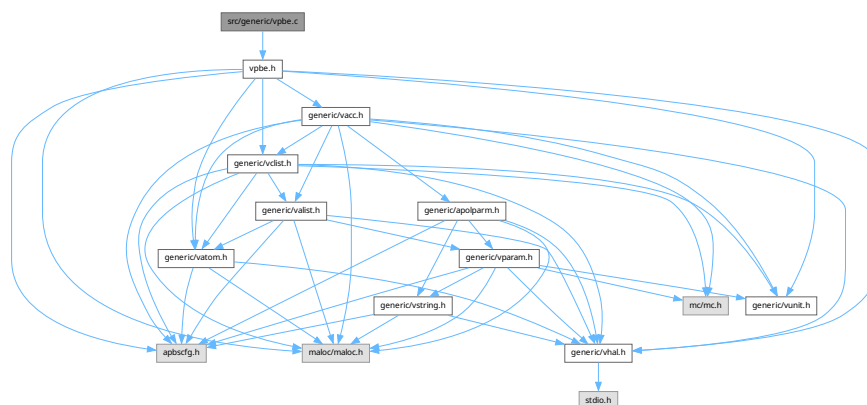 src/generic/vpbe.c
vpbe.h
generic/vacc.h
generic/vclist.h
generic/valist.h
generic/apolparm.h
generic/vatom.h
generic/vparam.h
generic/vstring.h
mc/mc.h
generic/vunit.h
apbscfg.h
maloc/maloc.h
generic/vhal.h
stdio.h